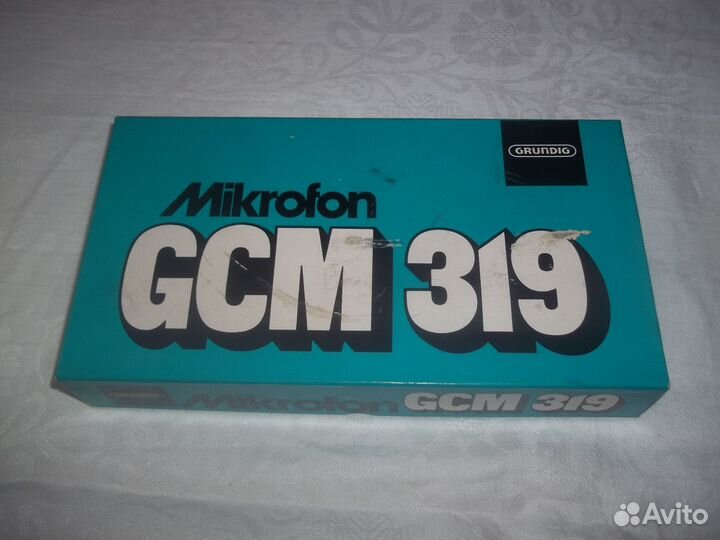 GRUNDIG
Mikrofon
GCM 319
GRUNDIG Mikrofon GCM 319
Avito